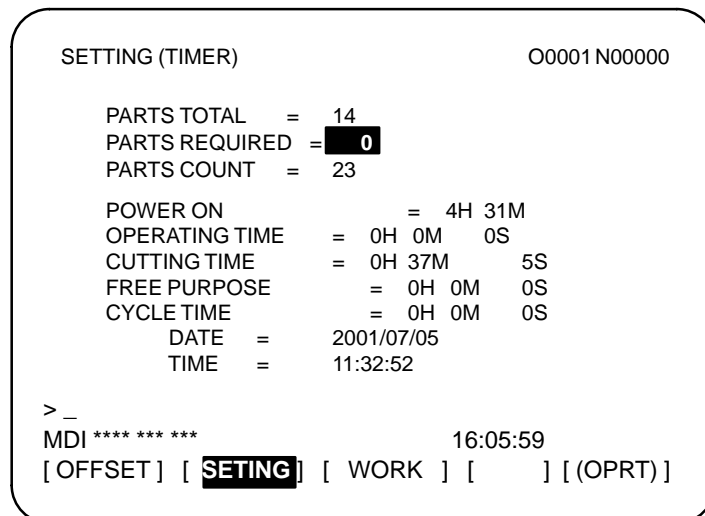 SETTING (TIMER) O0001 N00000
PARTS TOTAL = 14
PARTS REQUIRED = 0
PARTS COUNT = 23
POWER ON = 4H 31M
OPERATING TIME = 0H 0M 0S
CUTTING TIME = 0H 37M 5S
FREE PURPOSE = 0H 0M 0S
CYCLE TIME = 0H 0M 0S
DATE = 2001/07/05
TIME = 11:32:52
> _
MDI **** *** *** 16:05:59
[ OFFSET ] [ SETING ] [ WORK ] [ ] [ (OPRT) ]